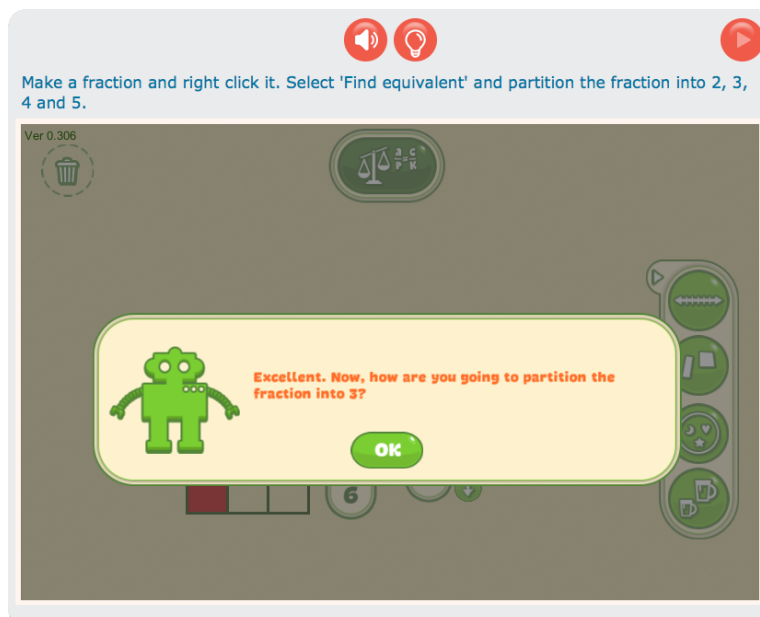 Make a fraction and right click it. Select 'Find equivalent' and partition the fraction into 2, 3,
4 and 5.
Ver 0.306
a c
P = K
Excellent. Now, how are you going to partition the
fraction into 3?
OK
6